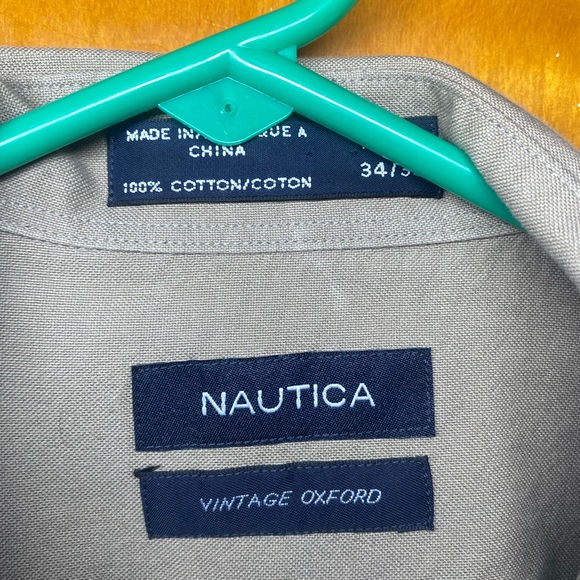 MADE IN
CHINA
100% COTTON/COTON
34/
NAUTICA
VINTAGE OXFORD